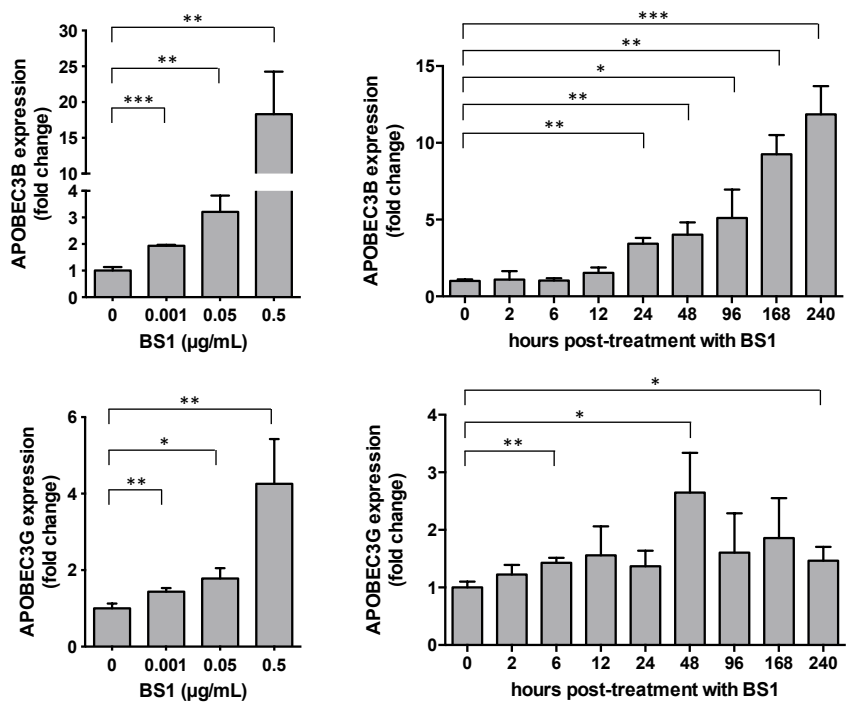 **
**
***
30
25
20
15
10
4
3
2
1
0
APOBEC3B expression
(fold change)
0 0.001 0.05 0.5
BS1 (µg/mL)
***
**
*
**
**
15
10
5
0
APOBEC3B expression
(fold change)
0 2 6 12 24 48 96 168 240
hours post-treatment with BS1
**
*
**
6
4
2
0
APOBEC3G expression
(fold change)
0 0.001 0.05 0.5
BS1 (µg/mL)
*
*
**
4
3
2
1
0
APOBEC3G expression
(fold change)
0 2 6 12 24 48 96 168 240
hours post-treatment with BS1